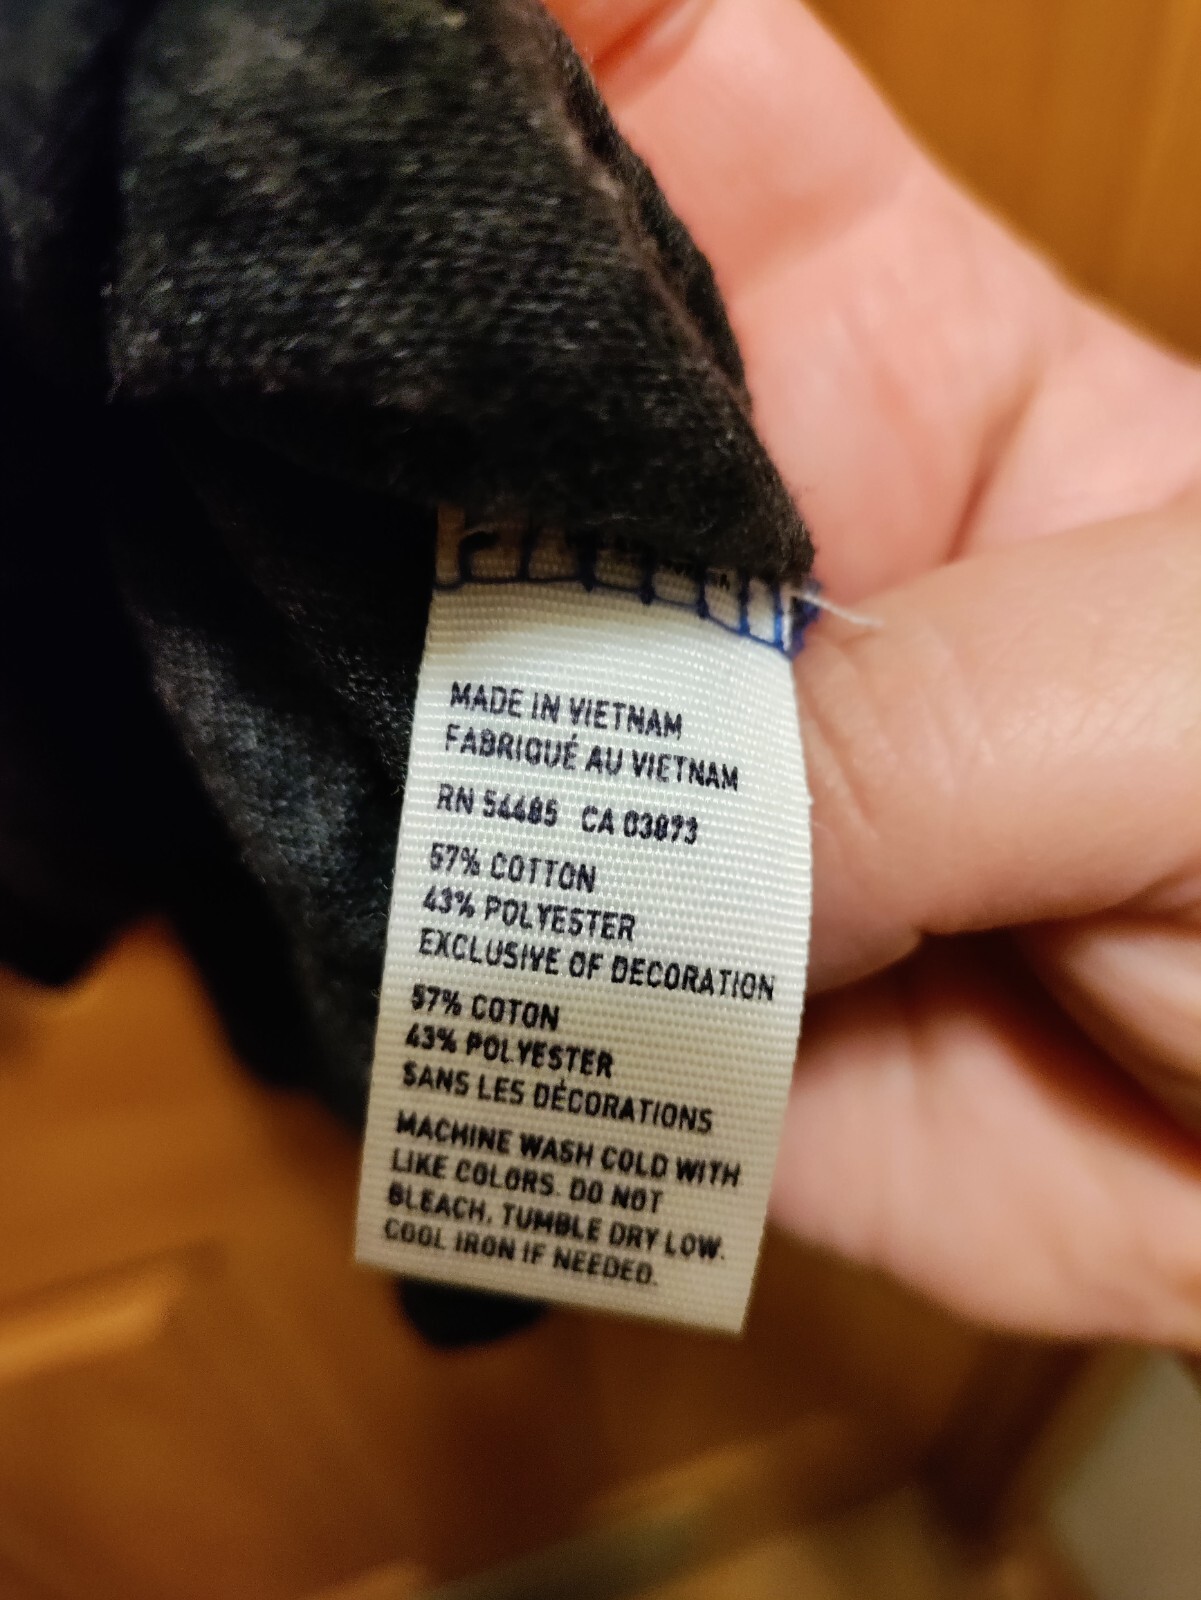 MADE IN VIETNAM
FABRIQUÉ AU VIETNAM
RN 54485 CA 03873
57% COTTON
43% POLYESTER
EXCLUSIVE OF DECORATION
57% COTON
43% POLYESTER
SANS LES DÉCORATIONS
MACHINE WASH COLD WITH
LIKE COLORS. DO NOT
BLEACH. TUMBLE DRY LOW.
COOL IRON IF NEEDED.